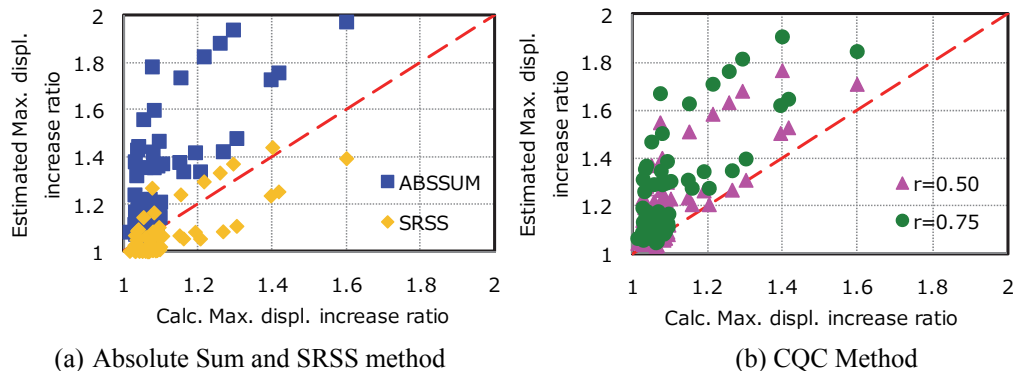 Estimated Max. displ.
increase ratio
2
1.8
1.6
1.4
1.2
1
ABSSUM
SRSS
1 1.2 1.4 1.6 1.8 2
Calc. Max. displ. increase ratio
(a) Absolute Sum and SRSS method
Estimated Max. displ.
increase ratio
2
1.8
1.6
1.4
1.2
1
r=0.50
r=0.75
1 1.2 1.4 1.6 1.8 2
Calc. Max. displ. increase ratio
(b) CQC Method